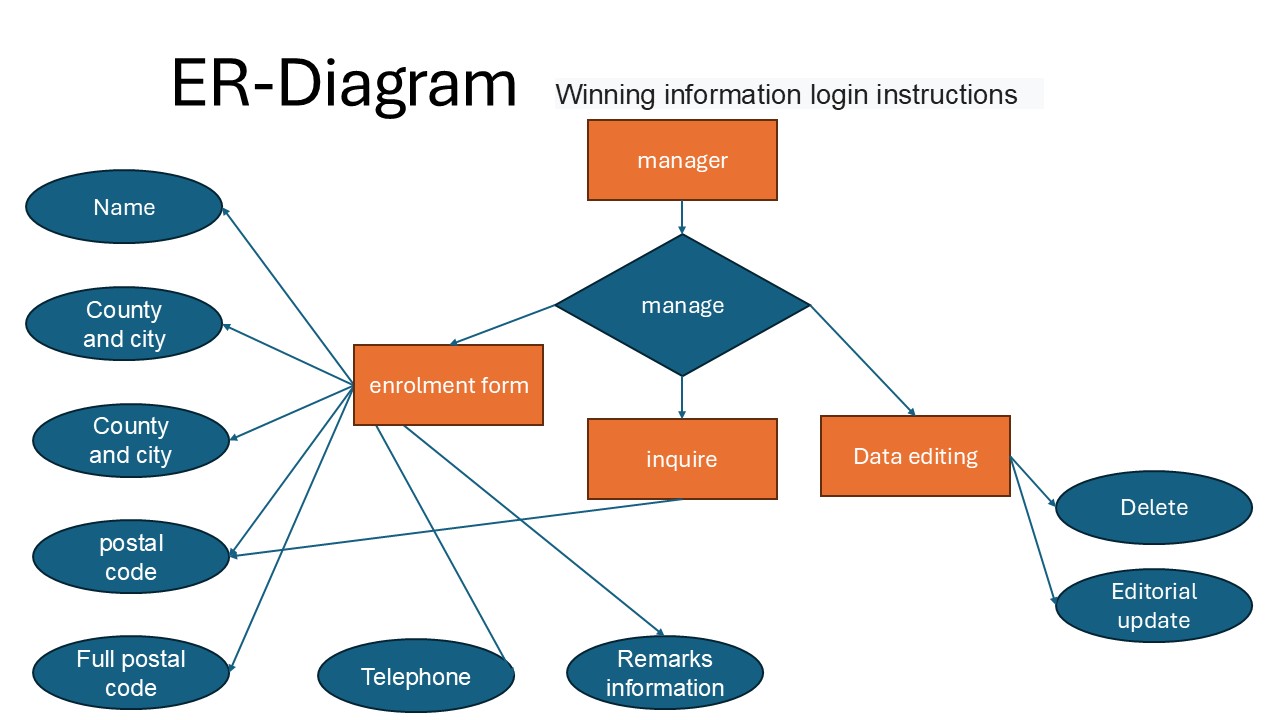 ER-Diagram
Winning information login instructions
manager
Name
manage
County
and city
enrolment form
County
and city
inquire
Data editing
Delete
postal
code
Editorial
update
Full postal
code
Telephone
Remarks
information